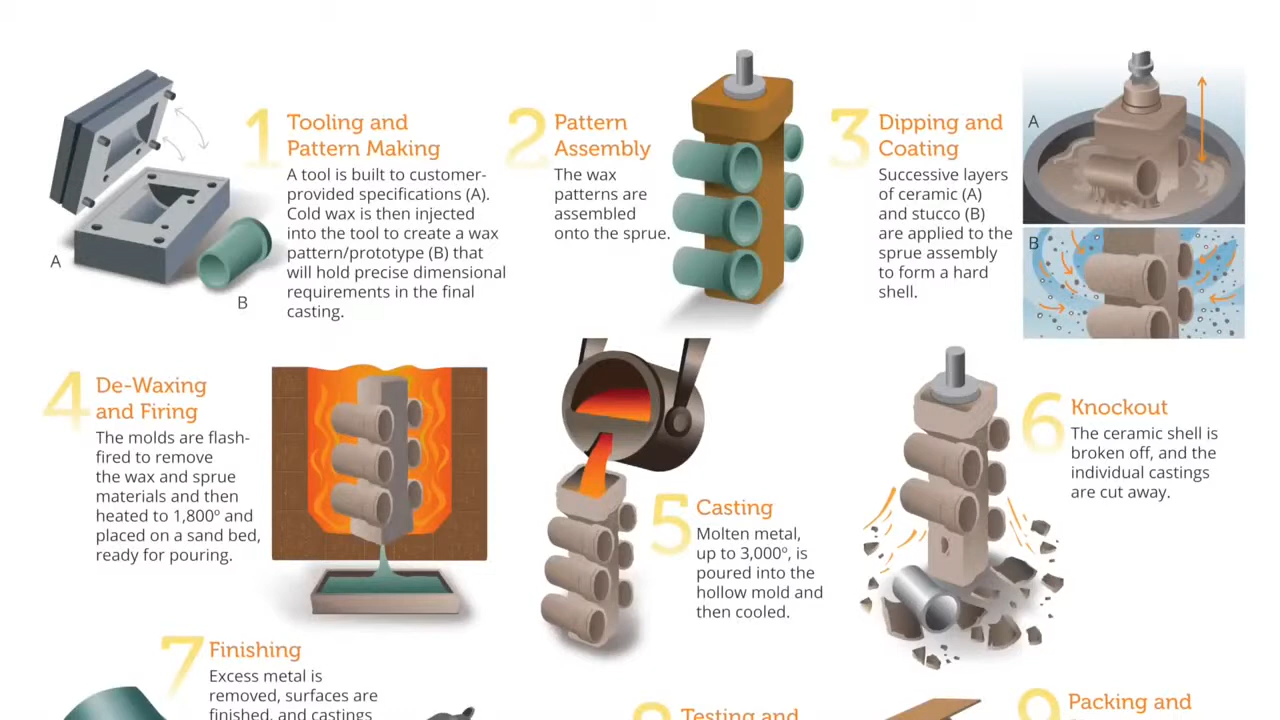 1
Tooling and
Pattern Making
A tool is built to customer-
provided specifications (A).
Cold wax is then injected
into the tool to create a wax
pattern/prototype (B) that
will hold precise dimensional
requirements in the final
casting.
A
B
2
Pattern
Assembly
The wax
patterns are
assembled
onto the sprue.
3
Dipping and
Coating
Successive layers
of ceramic (A)
and stucco (B)
are applied to the
sprue assembly
to form a hard
shell.
A
B
4
De-Waxing
and Firing
The molds are flash-
fired to remove
the wax and sprue
materials and then
heated to 1,800º and
placed on a sand bed,
ready for pouring.
5
Casting
Molten metal,
up to 3,000º, is
poured into the
hollow mold and
then cooled.
6
Knockout
The ceramic shell is
broken off, and the
individual castings
are cut away.
7
Finishing
Excess metal is
removed, surfaces are
finished, and castings
Testing and
9
Packing and